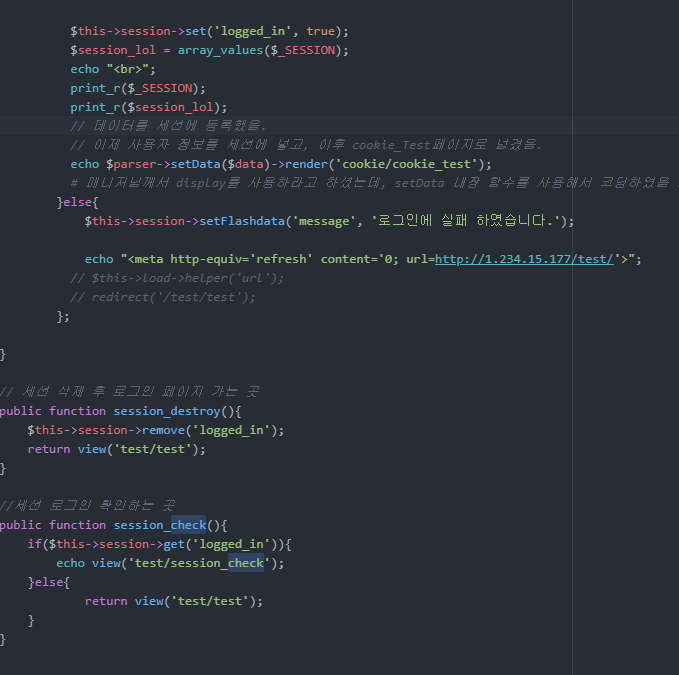 $this->session->set('logged_in', true);
$session_lol = array_values($_SESSION);
echo "<br>";
print_r($_SESSION);
print_r($session_lol);
// 데이터를 세션에 등록했음.
// 이제 사용자 정보를 세션에 넣고, 이후 cookie_Test페이지로 넘겼음.
echo $parser->setData($data)->render('cookie/cookie_test');
# 매니저님께서 display를 사용하라고 하셨는데, setData 내장 함수를 사용해서 코딩하였음
}else{
$this->session->setFlashdata('message', '로그인에 실패 하였습니다.');
echo "<meta http-equiv='refresh' content='0; url=http://1.234.15.177/test/'>";
// $this->load->helper('url');
// redirect('/test/test');
};
}
// 세션 삭제 후 로그인 페이지 가는 곳
public function session_destroy(){
$this->session->remove('logged_in');
return view('test/test');
}
//세션 로그인 확인하는 곳
public function session_check(){
if($this->session->get('logged_in')){
echo view('test/session_check');
}else{
return view('test/test');
}
}